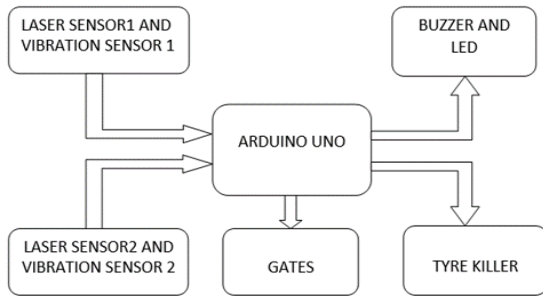 LASER SENSOR1 AND
VIBRATION SENSOR 1
BUZZER AND
LED
ARDUINO UNO
LASER SENSOR2 AND
VIBRATION SENSOR 2
GATES
TYRE KILLER